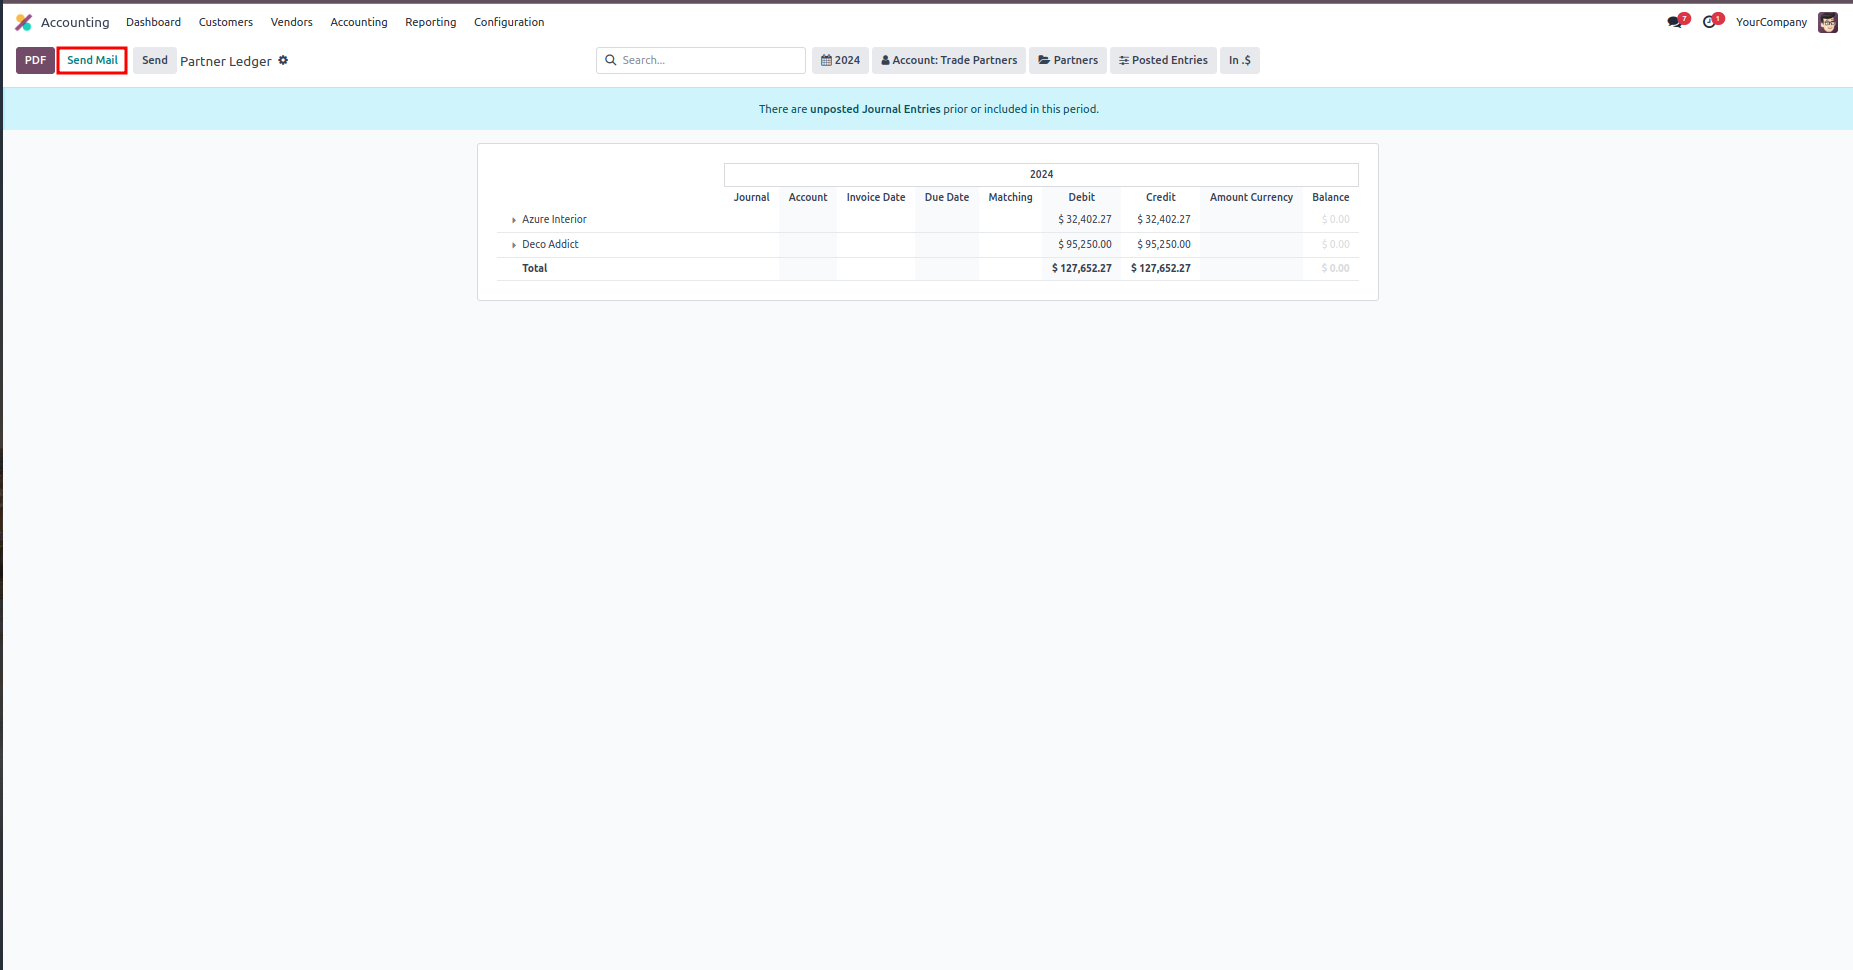 Accounting Dashboard Customers Vendors Accounting Reporting Configuration 7 1 YourCompany
PDF Send Mail Send Partner Ledger Search... 2024 Account: Trade Partners Partners Posted Entries In .$
There are unposted Journal Entries prior or included in this period.
2024
Journal Account Invoice Date Due Date Matching Debit Credit Amount Currency Balance
Azure Interior $ 32,402.27 $ 32,402.27 $ 0.00
Deco Addict $ 95,250.00 $ 95,250.00 $ 0.00
Total $ 127,652.27 $ 127,652.27 $ 0.00